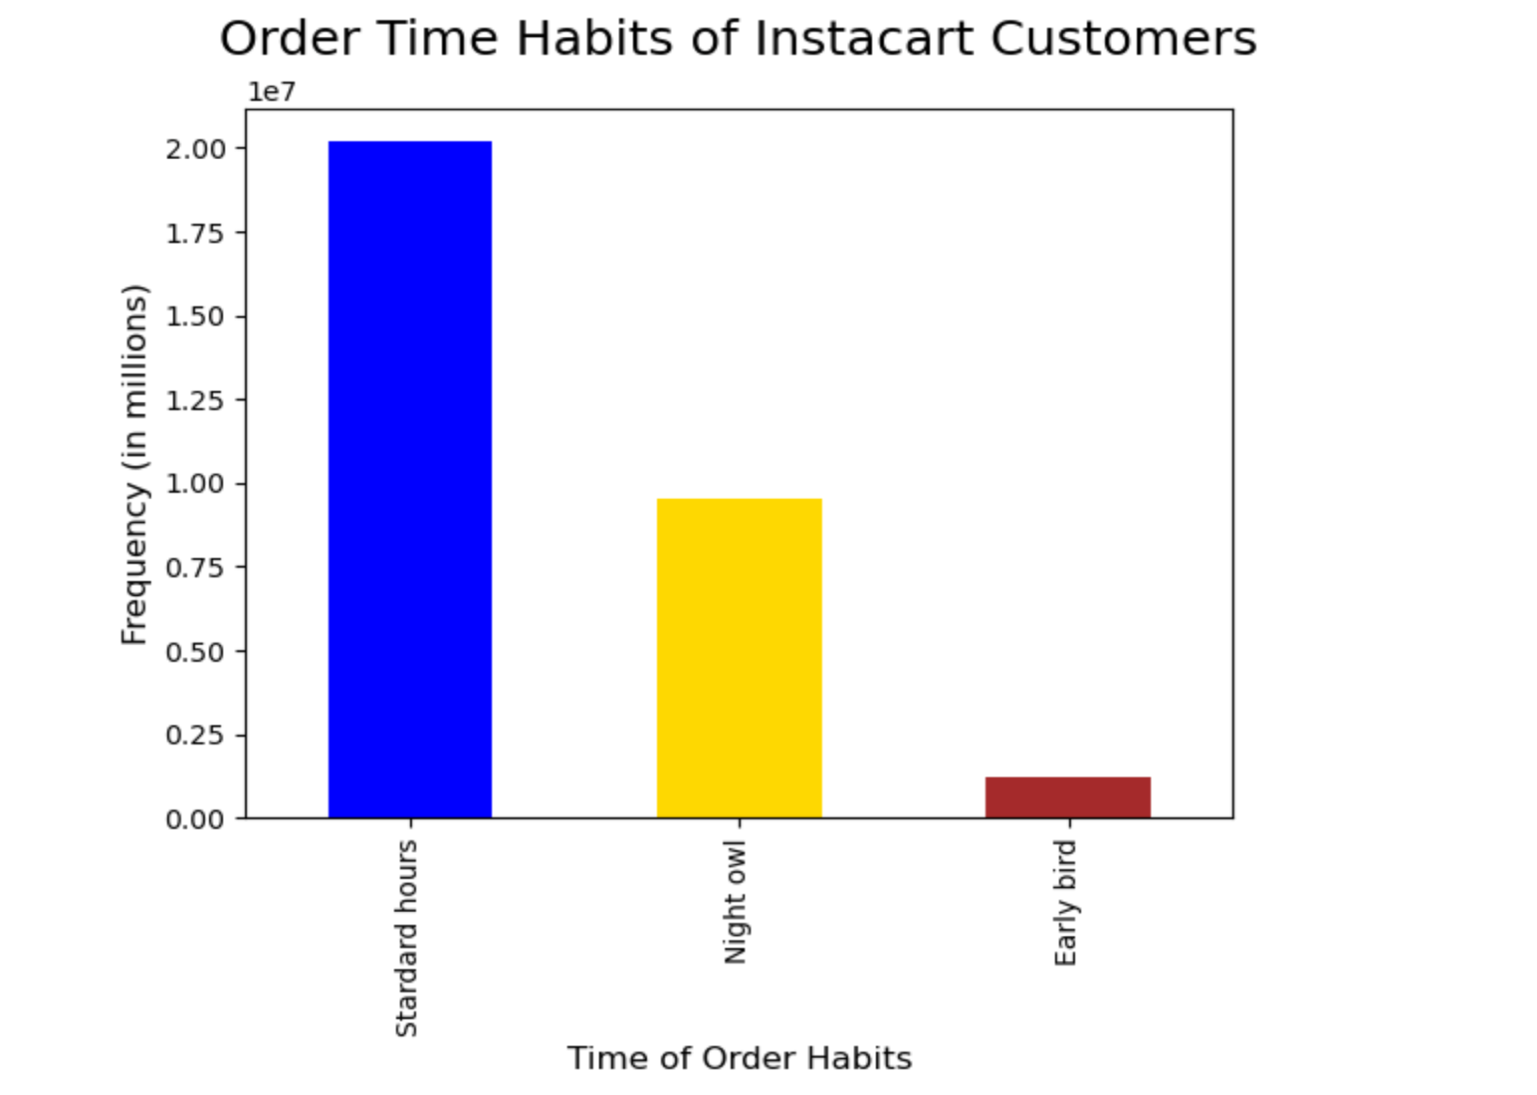 Order Time Habits of Instacart Customers
1e7
2.00
1.75
1.50
1.25
1.00
0.75
0.50
0.25
0.00
Frequency (in millions)
Stardard hours
Night owl
Early bird
Time of Order Habits